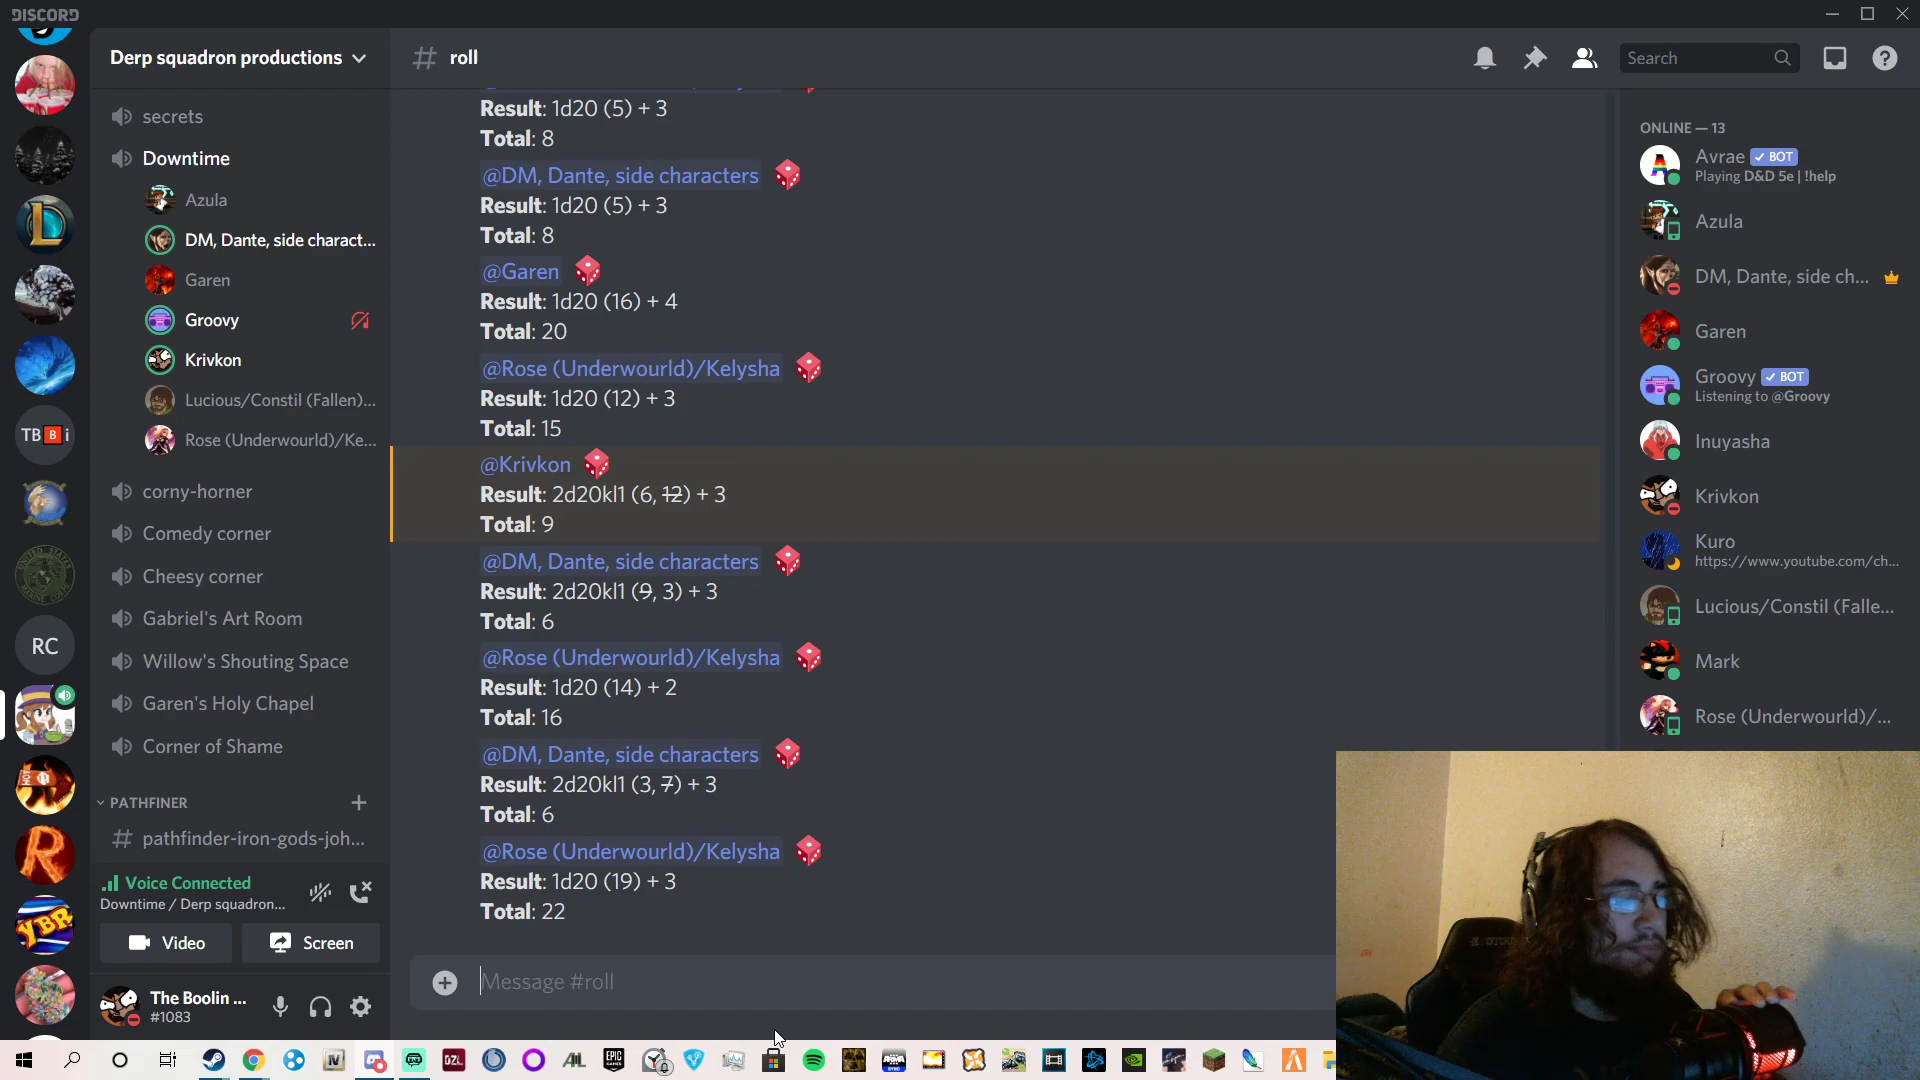 DISCORD
Derp squadron productions
roll
Search
secrets
Downtime
Azula
DM, Dante, side charact...
Garen
Groovy
Krivkon
Lucious/Constil (Fallen)...
Rose (Underwourld)/Ke...
corny-horner
Comedy corner
Cheesy corner
Gabriel's Art Room
Willow's Shouting Space
Garen's Holy Chapel
Corner of Shame
PATHFINER
pathfinder-iron-gods-joh...
Voice Connected
Downtime / Derp squadron...
Video
Screen
The Boolin ...
#1083
TB B i
RC
YBR
Result: 1d20 (5) + 3
Total: 8
@DM, Dante, side characters
Result: 1d20 (5) + 3
Total: 8
@Garen
Result: 1d20 (16) + 4
Total: 20
@Rose (Underwourld)/Kelysha
Result: 1d20 (12) + 3
Total: 15
@Krivkon
Result: 2d20kl1 (6, 12) + 3
Total: 9
@DM, Dante, side characters
Result: 2d20kl1 (9, 3) + 3
Total: 6
@Rose (Underwourld)/Kelysha
Result: 1d20 (14) + 2
Total: 16
@DM, Dante, side characters
Result: 2d20kl1 (3, 7) + 3
Total: 6
@Rose (Underwourld)/Kelysha
Result: 1d20 (19) + 3
Total: 22
Message #roll
ONLINE — 13
Avrae BOT
Playing D&D 5e | !help
Azula
DM, Dante, side ch...
Garen
Groovy BOT
Listening to @Groovy
Inuyasha
Krivkon
Kuro
https://www.youtube.com/ch...
Lucious/Constil (Falle...
Mark
Rose (Underwourld)/...